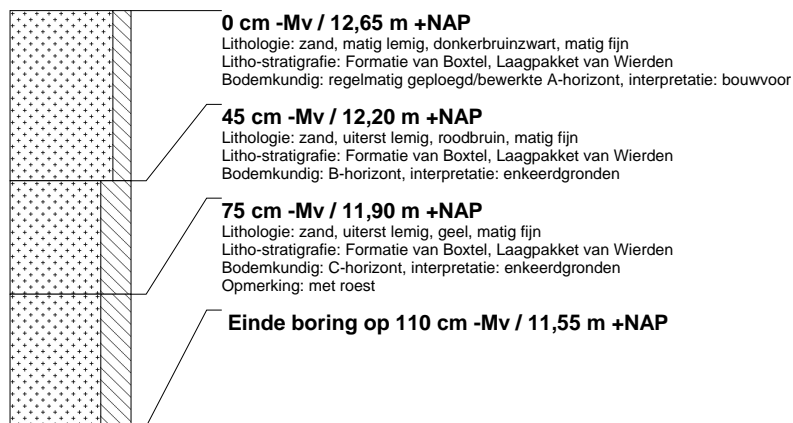 0 cm -Mv / 12,65 m +NAP
Lithologie: zand, matig lemig, donkerbruinzwart, matig fijn
Litho-stratigrafie: Formatie van Boxtel, Laagpakket van Wierden
Bodemkundig: regelmatig geploegd/bewerkte A-horizont, interpretatie: bouwvoor
45 cm -Mv / 12,20 m +NAP
Lithologie: zand, uiterst lemig, roodbruin, matig fijn
Litho-stratigrafie: Formatie van Boxtel, Laagpakket van Wierden
Bodemkundig: B-horizont, interpretatie: enkeerdgronden
75 cm -Mv / 11,90 m +NAP
Lithologie: zand, uiterst lemig, geel, matig fijn
Litho-stratigrafie: Formatie van Boxtel, Laagpakket van Wierden
Bodemkundig: C-horizont, interpretatie: enkeerdgronden
Opmerking: met roest
Einde boring op 110 cm -Mv / 11,55 m +NAP